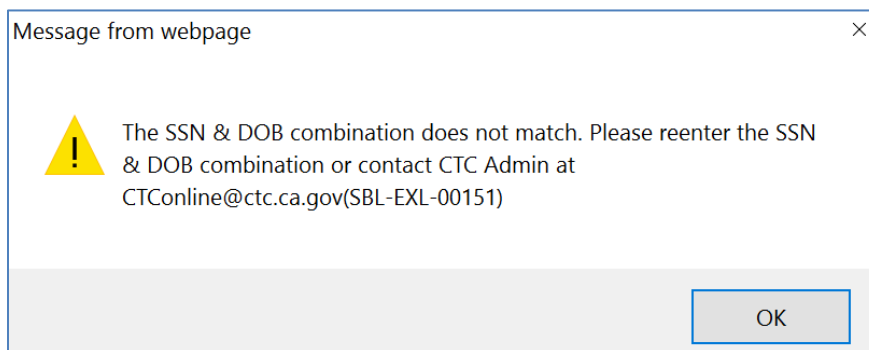 Message from webpage
The SSN & DOB combination does not match. Please reenter the SSN
& DOB combination or contact CTC Admin at
CTConline@ctc.ca.gov(SBL-EXL-00151)
OK